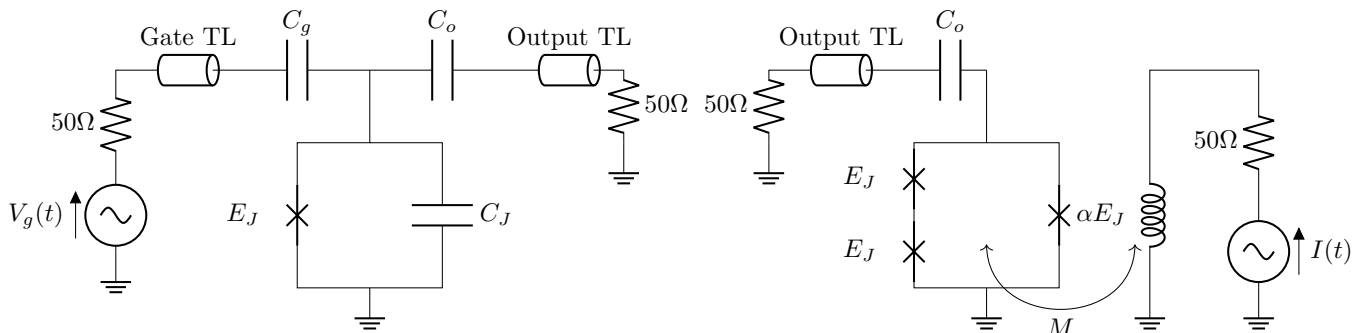 C_g
C_o
Gate TL
Output TL
50Ω
50Ω
V_g(t)
E_J
C_J
C_o
Output TL
50Ω
E_J
E_J
αE_J
M
50Ω
I(t)